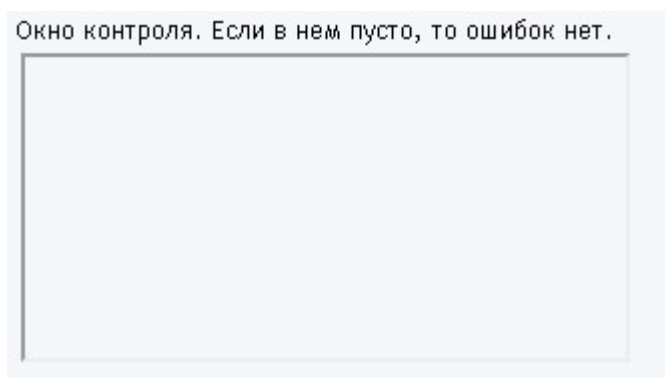 Окно контроля. Если в нем пусто, то ошибок нет.